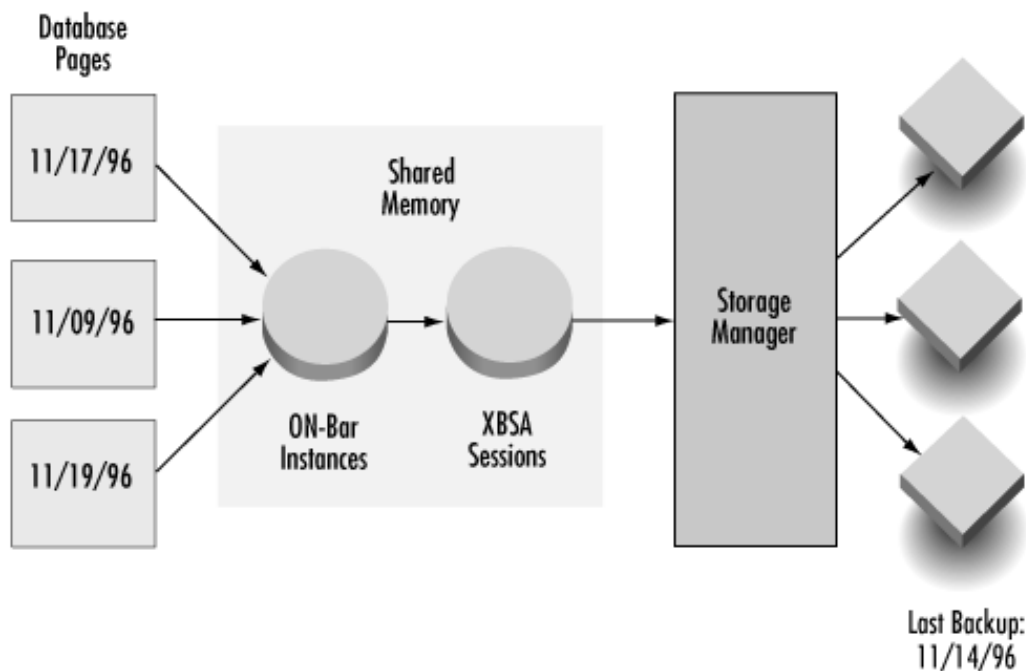 Database
Pages
11/17/96
11/09/96
11/19/96
Shared
Memory
ON-Bar
Instances
XBSA
Sessions
Storage
Manager
Last Backup:
11/14/96